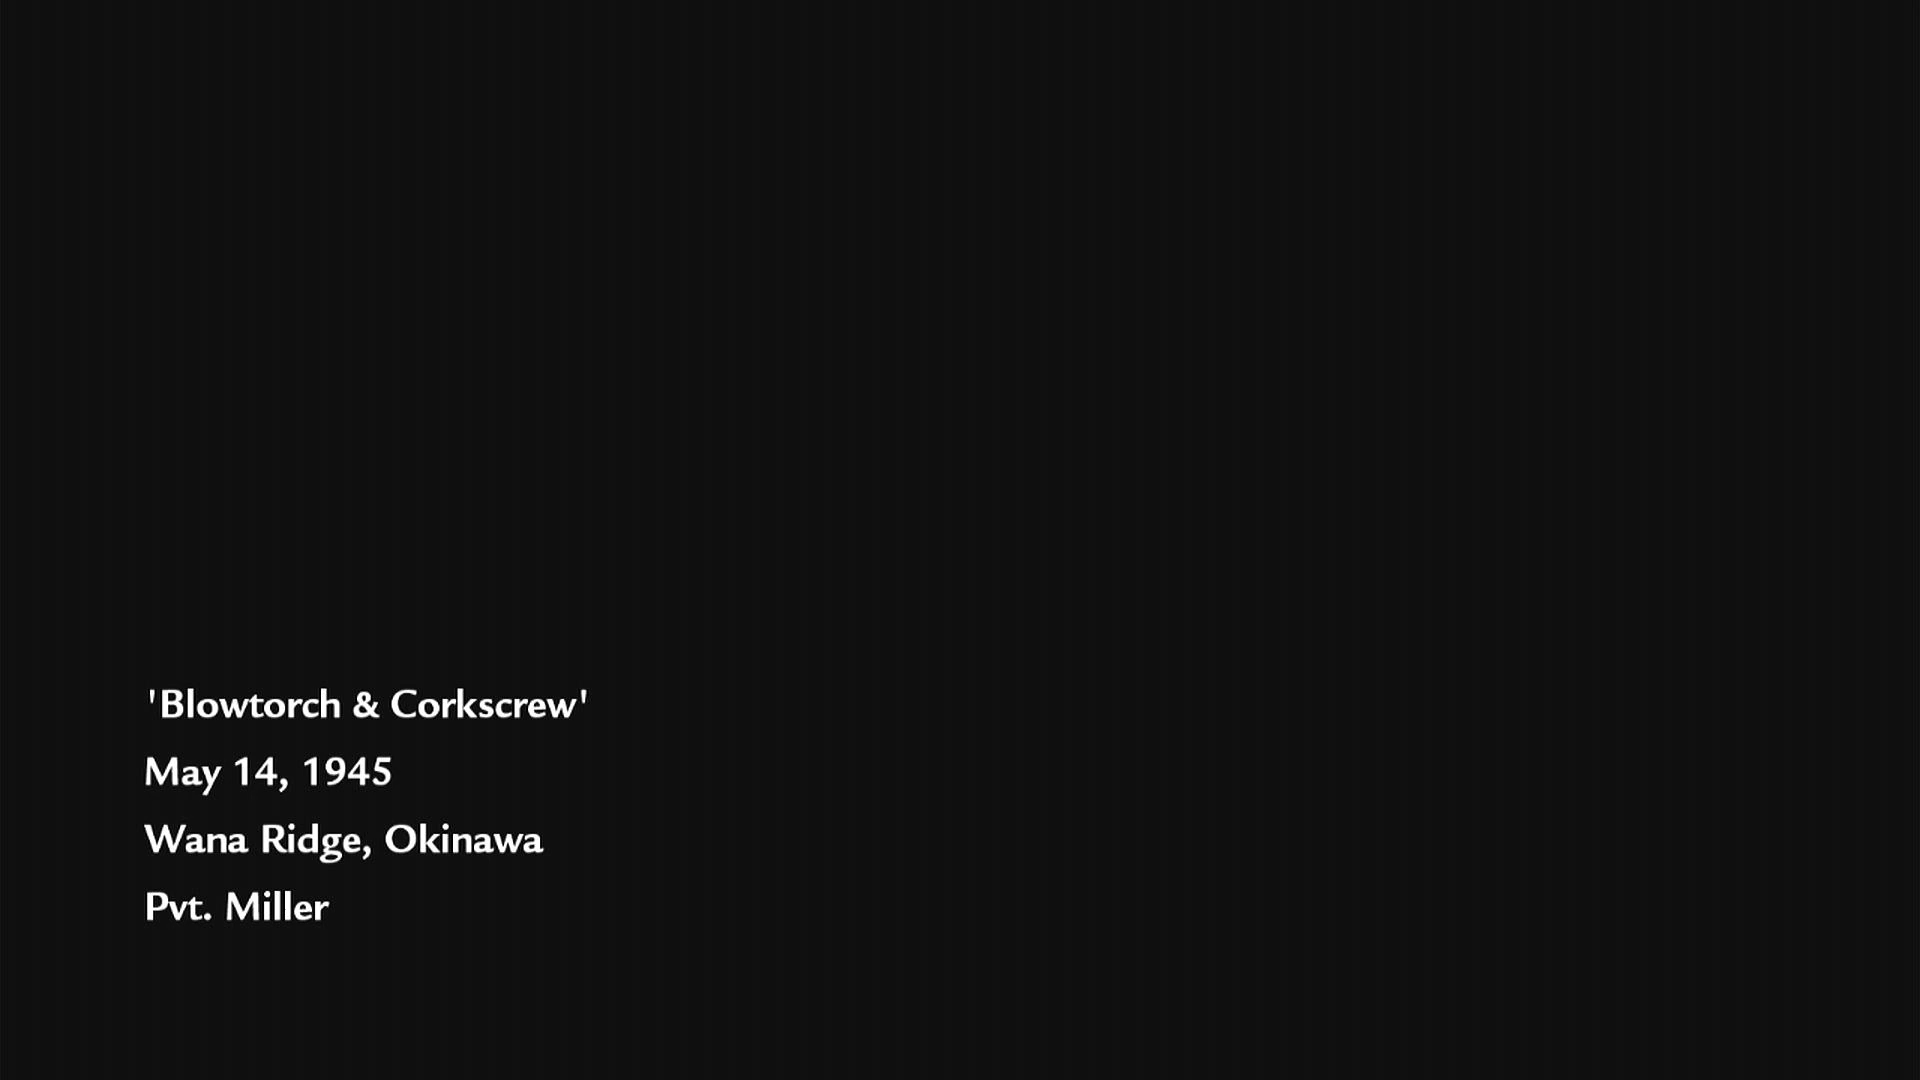 'Blowtorch & Corkscrew'
May 14, 1945
Wana Ridge, Okinawa
Pvt. Miller